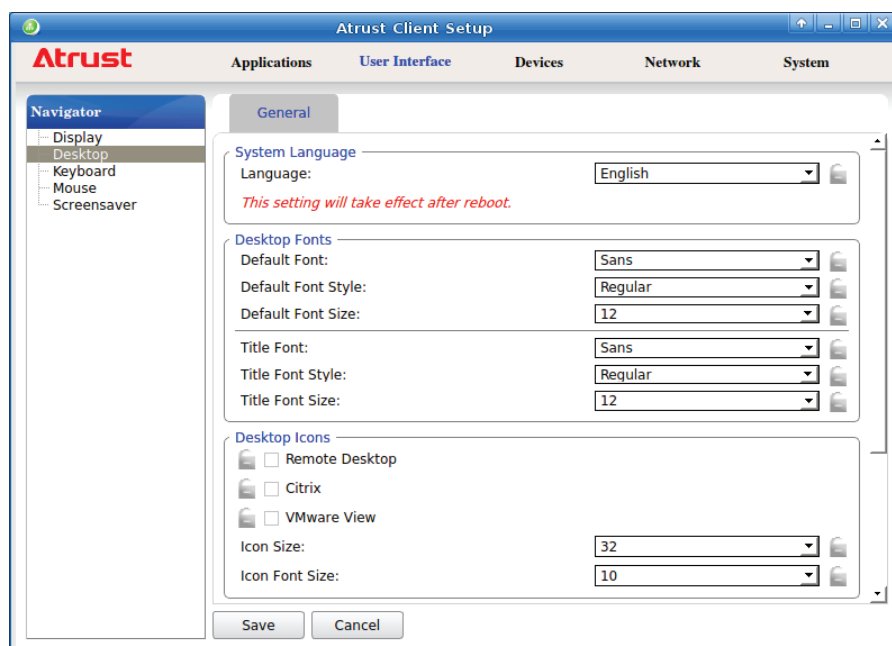 Atrust Client Setup
Atrust
Applications User Interface Devices Network System
Navigator
Display
Desktop
Keyboard
Mouse
Screensaver
General
System Language
Language: English
This setting will take effect after reboot.
Desktop Fonts
Default Font: Sans
Default Font Style: Regular
Default Font Size: 12
Title Font: Sans
Title Font Style: Regular
Title Font Size: 12
Desktop Icons
Remote Desktop
Citrix
VMware View
Icon Size: 32
Icon Font Size: 10
Save Cancel